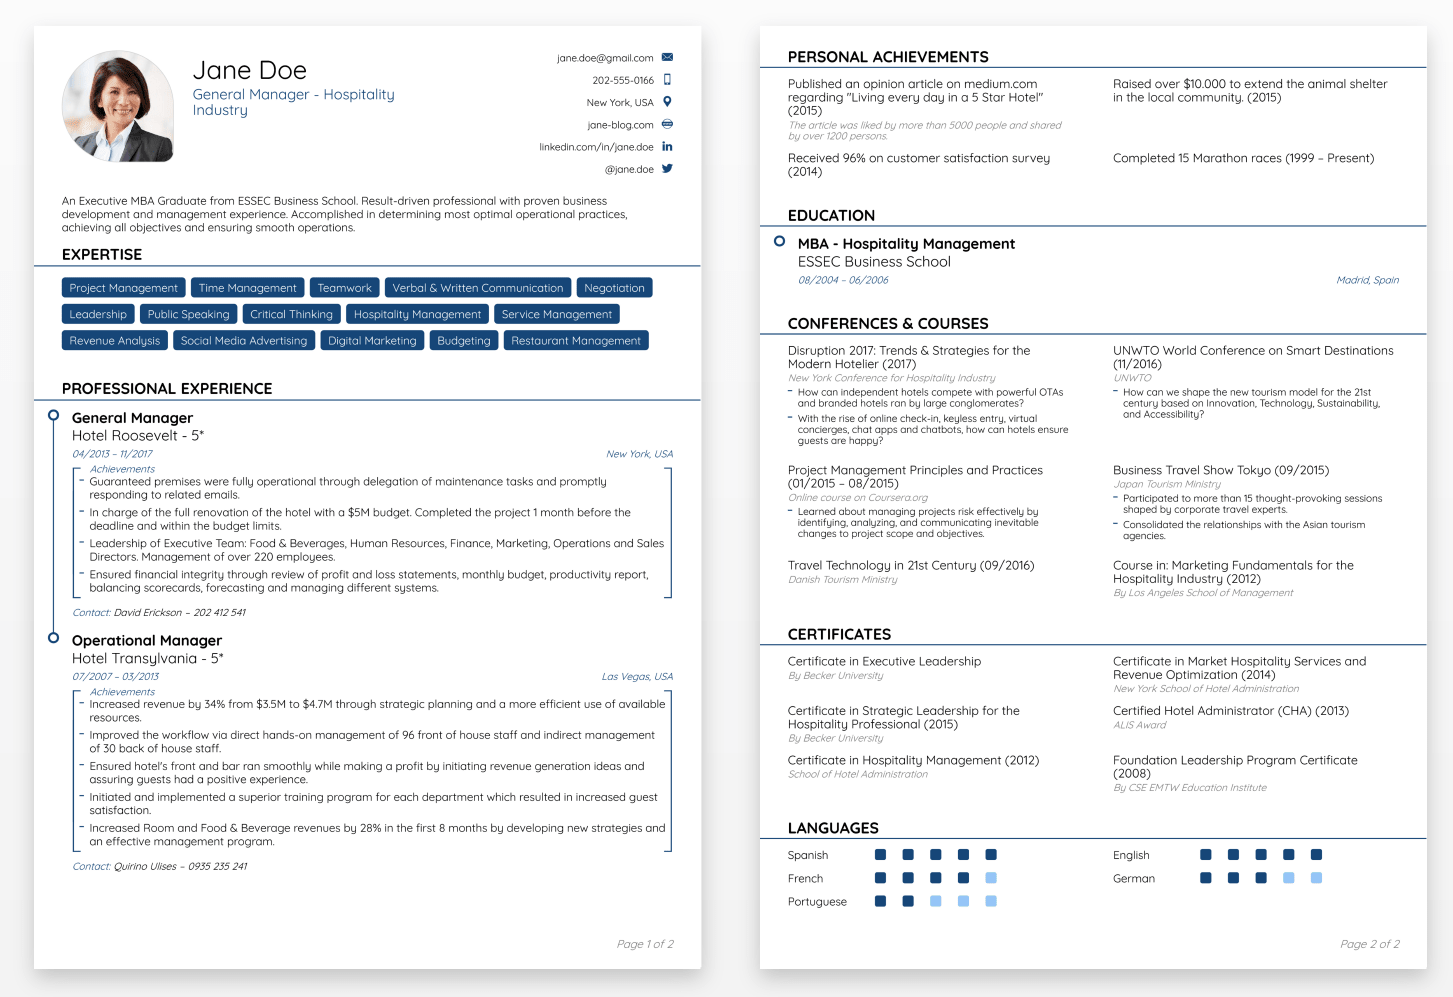 Jane Doe
General Manager - Hospitality
Industry
jane.doe@gmail.com
202-555-0166
New York, USA
jane-blog.com
linkedin.com/in/jane.doe
@jane.doe
An Executive MBA Graduate from ESSEC Business School. Result-driven professional with proven business
development and management experience. Accomplished in determining most optimal operational practices,
achieving all objectives and ensuring smooth operations.
EXPERTISE
Project Management Time Management Teamwork Verbal & Written Communication Negotiation
Leadership Public Speaking Critical Thinking Hospitality Management Service Management
Revenue Analysis Social Media Advertising Digital Marketing Budgeting Restaurant Management
PROFESSIONAL EXPERIENCE
General Manager
Hotel Roosevelt - 5*
04/2013 – 11/2017 New York, USA
Achievements
– Guaranteed premises were fully operational through delegation of maintenance tasks and promptly
responding to related emails.
– In charge of the full renovation of the hotel with a $5M budget. Completed the project 1 month before the
deadline and within the budget limits.
– Leadership of Executive Team: Food & Beverages, Human Resources, Finance, Marketing, Operations and Sales
Directors. Management of over 220 employees.
– Ensured financial integrity through review of profit and loss statements, monthly budget, productivity report,
balancing scorecards, forecasting and managing different systems.
Contact: David Erickson – 202 412 541
Operational Manager
Hotel Transylvania - 5*
07/2007 – 03/2013 Las Vegas, USA
Achievements
– Increased revenue by 34% from $3.5M to $4.7M through strategic planning and a more efficient use of available
resources.
– Improved the workflow via direct hands-on management of 96 front of house staff and indirect management
of 30 back of house staff.
– Ensured hotel's front and bar ran smoothly while making a profit by initiating revenue generation ideas and
assuring guests had a positive experience.
– Initiated and implemented a superior training program for each department which resulted in increased guest
satisfaction.
– Increased Room and Food & Beverage revenues by 28% in the first 8 months by developing new strategies and
an effective management program.
Contact: Quirino Ulises – 0935 235 241
Page 1 of 2
PERSONAL ACHIEVEMENTS
Published an opinion article on medium.com
regarding "Living every day in a 5 Star Hotel"
(2015)
The article was liked by more than 5000 people and shared
by over 1200 persons.
Raised over $10.000 to extend the animal shelter
in the local community. (2015)
Received 96% on customer satisfaction survey
(2014)
Completed 15 Marathon races (1999 – Present)
EDUCATION
MBA - Hospitality Management
ESSEC Business School
08/2004 – 06/2006 Madrid, Spain
CONFERENCES & COURSES
Disruption 2017: Trends & Strategies for the
Modern Hotelier (2017)
New York Conference for Hospitality Industry
– How can independent hotels compete with powerful OTAs
and branded hotels ran by large conglomerates?
– With the rise of online check-in, keyless entry, virtual
concierges, chat apps and chatbots, how can hotels ensure
guests are happy?
UNWTO World Conference on Smart Destinations
(11/2016)
UNWTO
– How can we shape the new tourism model for the 21st
century based on Innovation, Technology, Sustainability,
and Accessibility?
Project Management Principles and Practices
(01/2015 – 08/2015)
Online course on Coursera.org
– Learned about managing projects risk effectively by
identifying, analyzing, and communicating inevitable
changes to project scope and objectives.
Business Travel Show Tokyo (09/2015)
Japan Tourism Ministry
– Participated to more than 15 thought-provoking sessions
shaped by corporate travel experts.
– Consolidated the relationships with the Asian tourism
agencies.
Travel Technology in 21st Century (09/2016)
Danish Tourism Ministry
Course in: Marketing Fundamentals for the
Hospitality Industry (2012)
By Los Angeles School of Management
CERTIFICATES
Certificate in Executive Leadership
By Becker University
Certificate in Market Hospitality Services and
Revenue Optimization (2014)
New York School of Hotel Administration
Certificate in Strategic Leadership for the
Hospitality Professional (2015)
By Becker University
Certified Hotel Administrator (CHA) (2013)
ALIS Award
Certificate in Hospitality Management (2012)
School of Hotel Administration
Foundation Leadership Program Certificate
(2008)
By CSE EMTW Education Institute
LANGUAGES
Spanish
English
French
German
Portuguese
Page 2 of 2